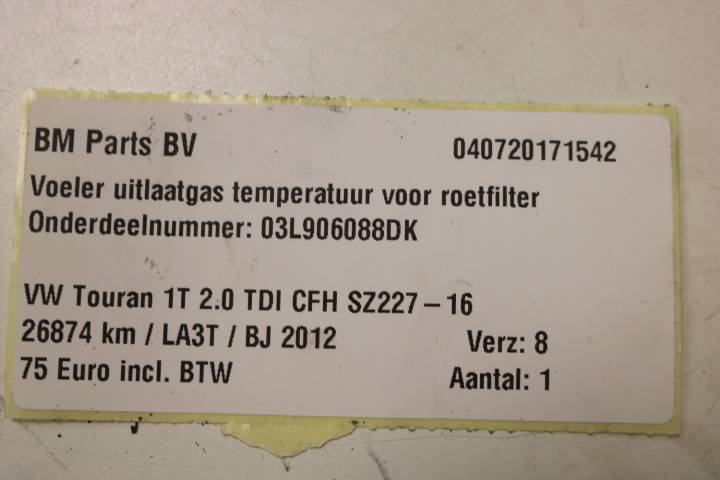 BM Parts BV 040720171542
Voeler uitlaatgas temperatuur voor roetfilter
Onderdeelnummer: 03L906088DK
VW Touran 1T 2.0 TDI CFH SZ227-16
26874 km / LA3T / BJ 2012 Verz: 8
75 Euro incl. BTW Aantal: 1